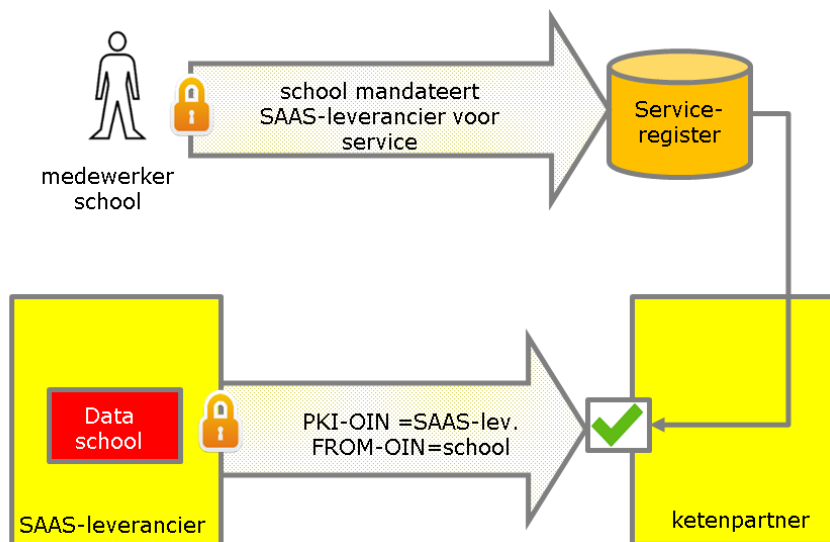 school mandateert
SAAS-leverancier voor
service
Service-
register
medewerker
school
Data
school
PKI-OIN =SAAS-lev.
FROM-OIN=school
SAAS-leverancier
ketenpartner